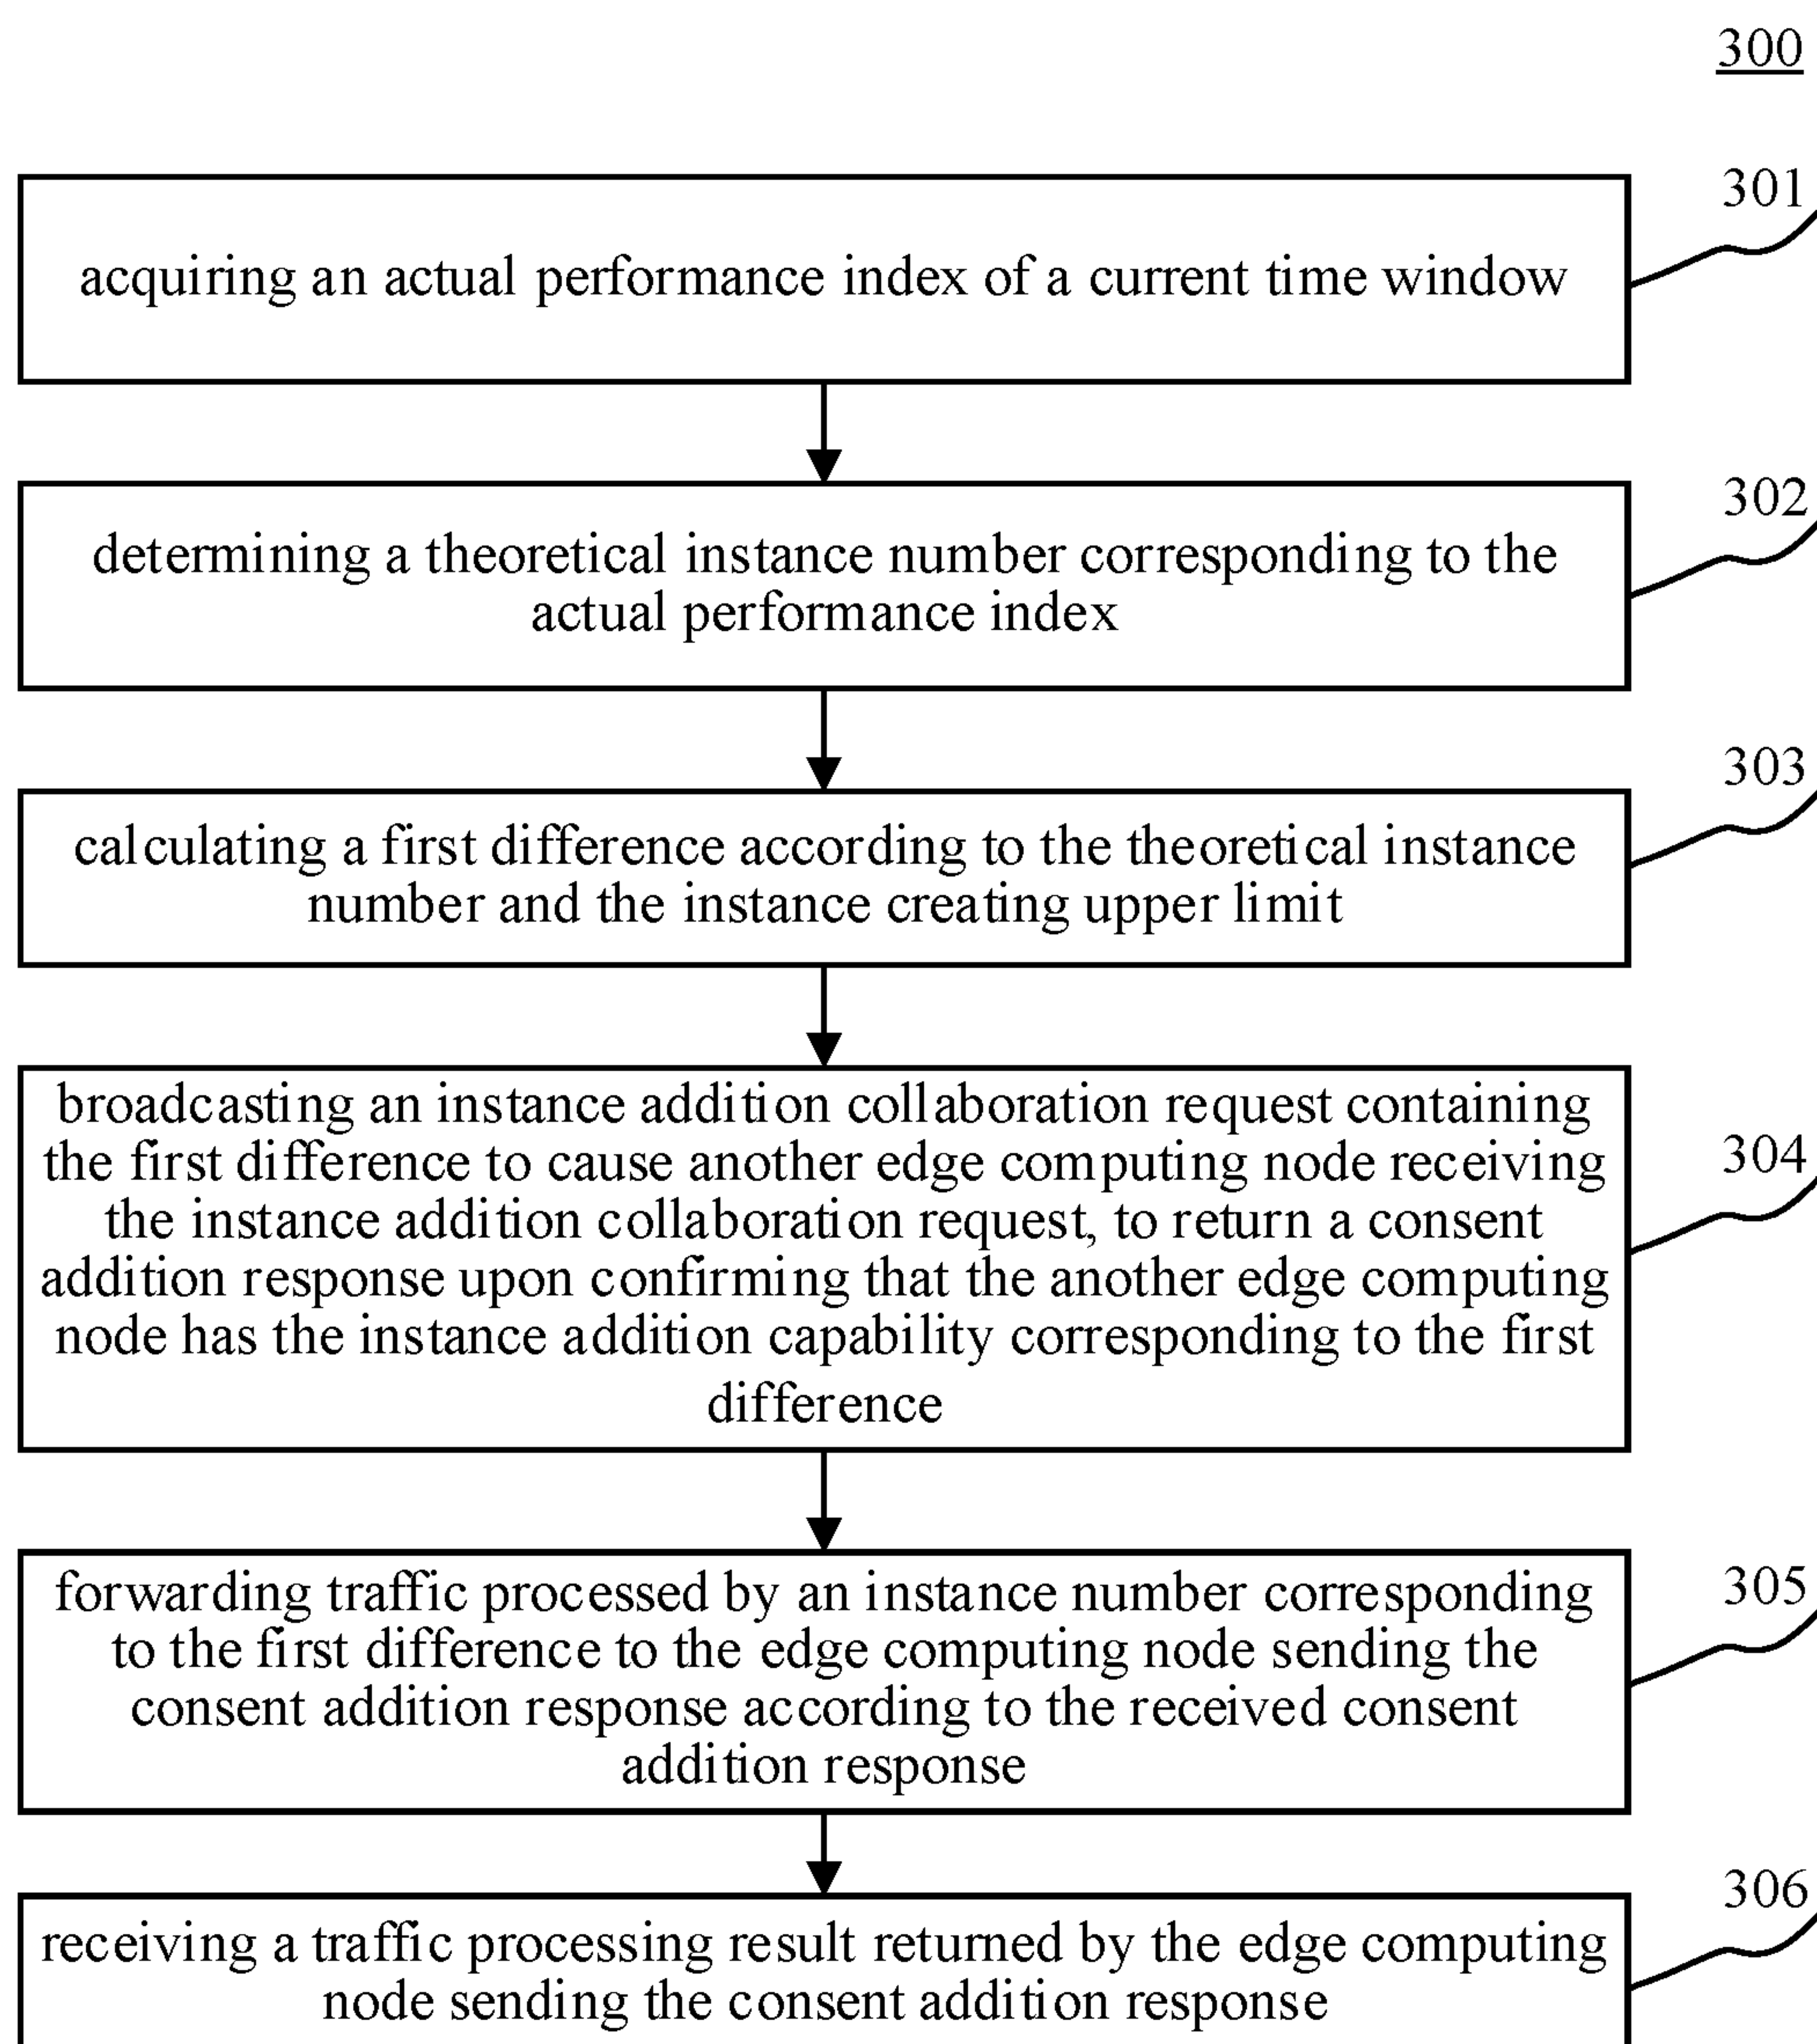 300
301
acquiring an actual performance index of a current time window
302
determining a theoretical instance number corresponding to the
actual performance index
303
calculating a first difference according to the theoretical instance
number and the instance creating upper limit
304
broadcasting an instance addition collaboration request containing
the first difference to cause another edge computing node receiving
the instance addition collaboration request, to return a consent
addition response upon confirming that the another edge computing
node has the instance addition capability corresponding to the first
difference
305
forwarding traffic processed by an instance number corresponding
to the first difference to the edge computing node sending the
consent addition response according to the received consent
addition response
306
receiving a traffic processing result returned by the edge computing
node sending the consent addition response